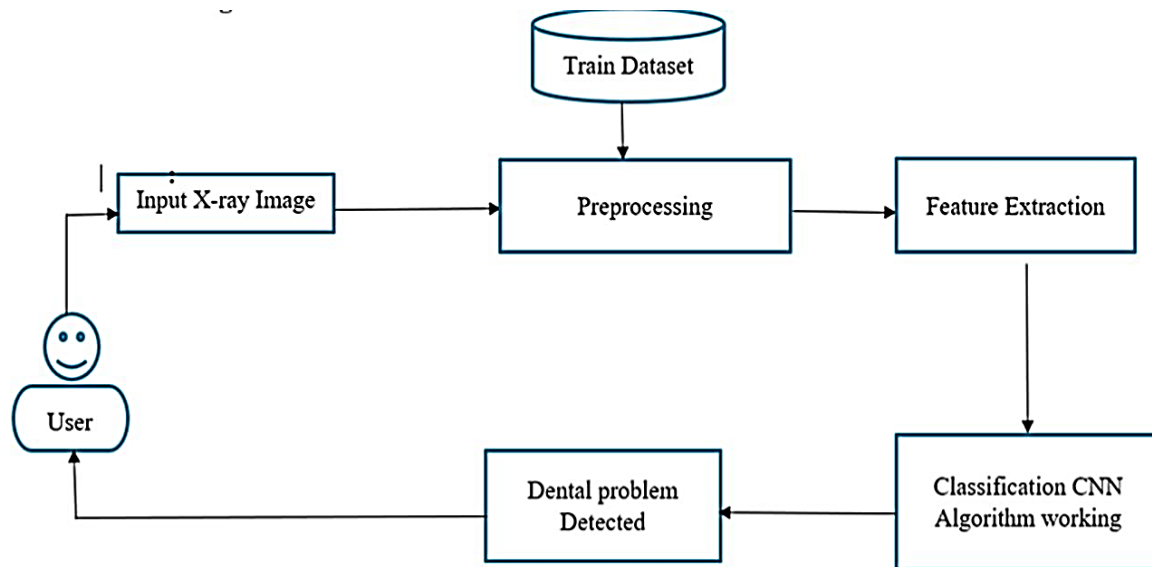 Train Dataset
Input X-ray Image
Preprocessing
Feature Extraction
User
Dental problem
Detected
Classification CNN
Algorithm working